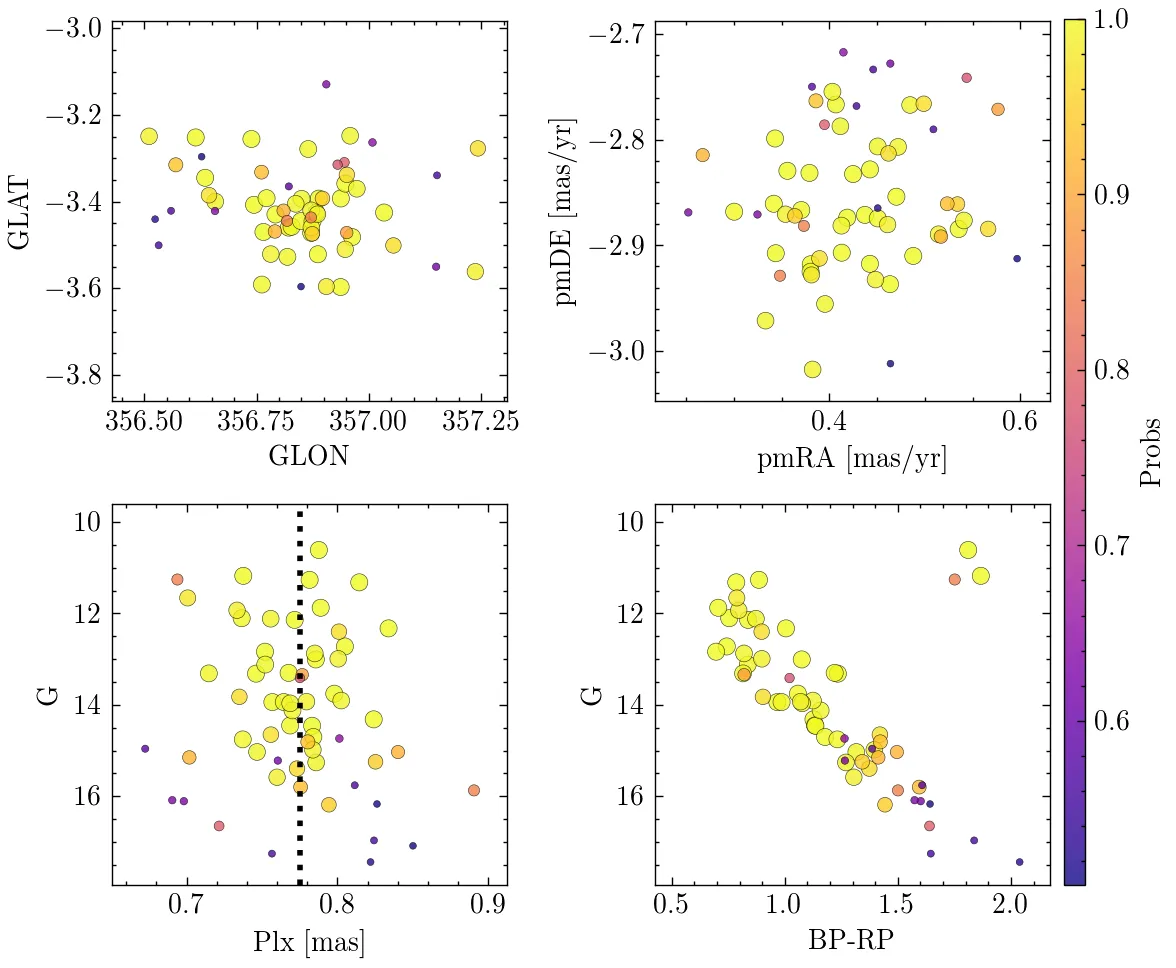 −3.0
−3.2
−3.4
−3.6
−3.8
GLAT
356.50 356.75 357.00 357.25
GLON
−2.7
−2.8
−2.9
−3.0
pmDE [mas/yr]
0.4 0.6
pmRA [mas/yr]
10
12
14
16
G
0.7 0.8 0.9
Plx [mas]
10
12
14
16
G
0.5 1.0 1.5 2.0
BP-RP
1.0
0.9
0.8
0.7
0.6
Probs